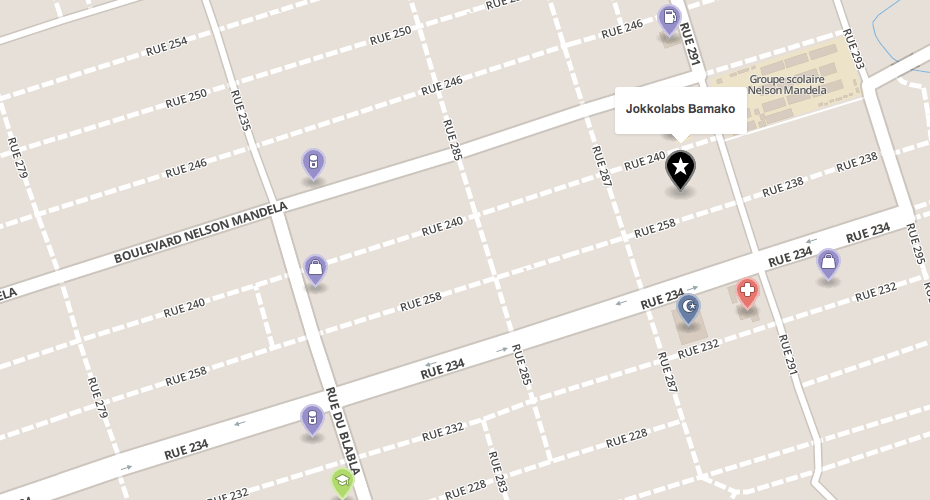 RUE 254
RUE 250
RUE 246
RUE 291
RUE 293
RUE 250
RUE 246
RUE 235
Groupe scolaire
Nelson Mandela
Jokkolabs Bamako
RUE 279
RUE 246
RUE 285
RUE 287
RUE 240
RUE 238
RUE 238
BOULEVARD NELSON MANDELA
RUE 240
RUE 258
RUE 234
RUE 234
RUE 295
RUE 240
RUE 258
RUE 234
RUE 232
RUE 258
RUE 234
RUE 285
RUE 232
RUE 287
RUE 291
RUE 279
RUE DU BLABLA
RUE 234
RUE 232
RUE 228
RUE 283
RUE 228
RUE 232